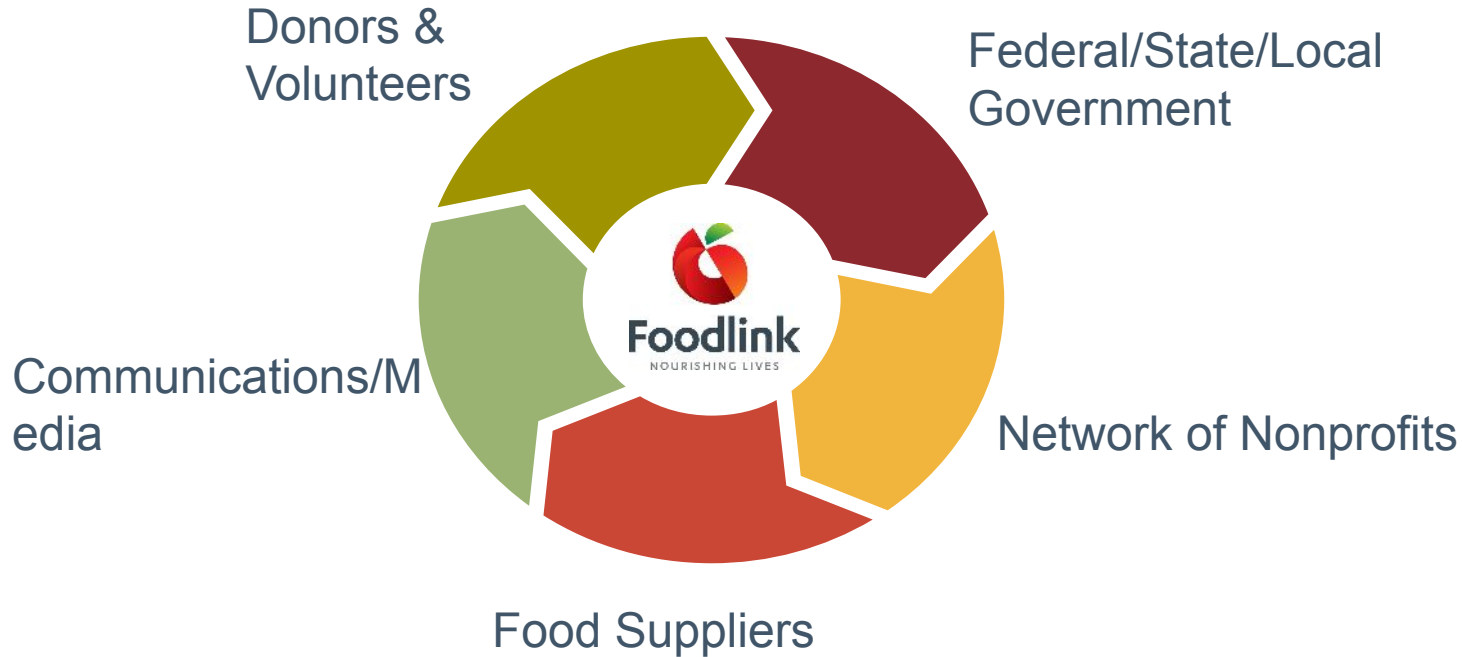 Donors &
Volunteers
Federal/State/Local
Government
Foodlink
NOURISHING LIVES
Communications/M
edia
Network of Nonprofits
Food Suppliers